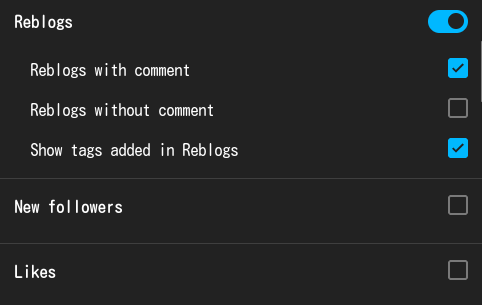 Reblogs
Reblogs with comment
Reblogs without comment
Show tags added in Reblogs
New followers
Likes